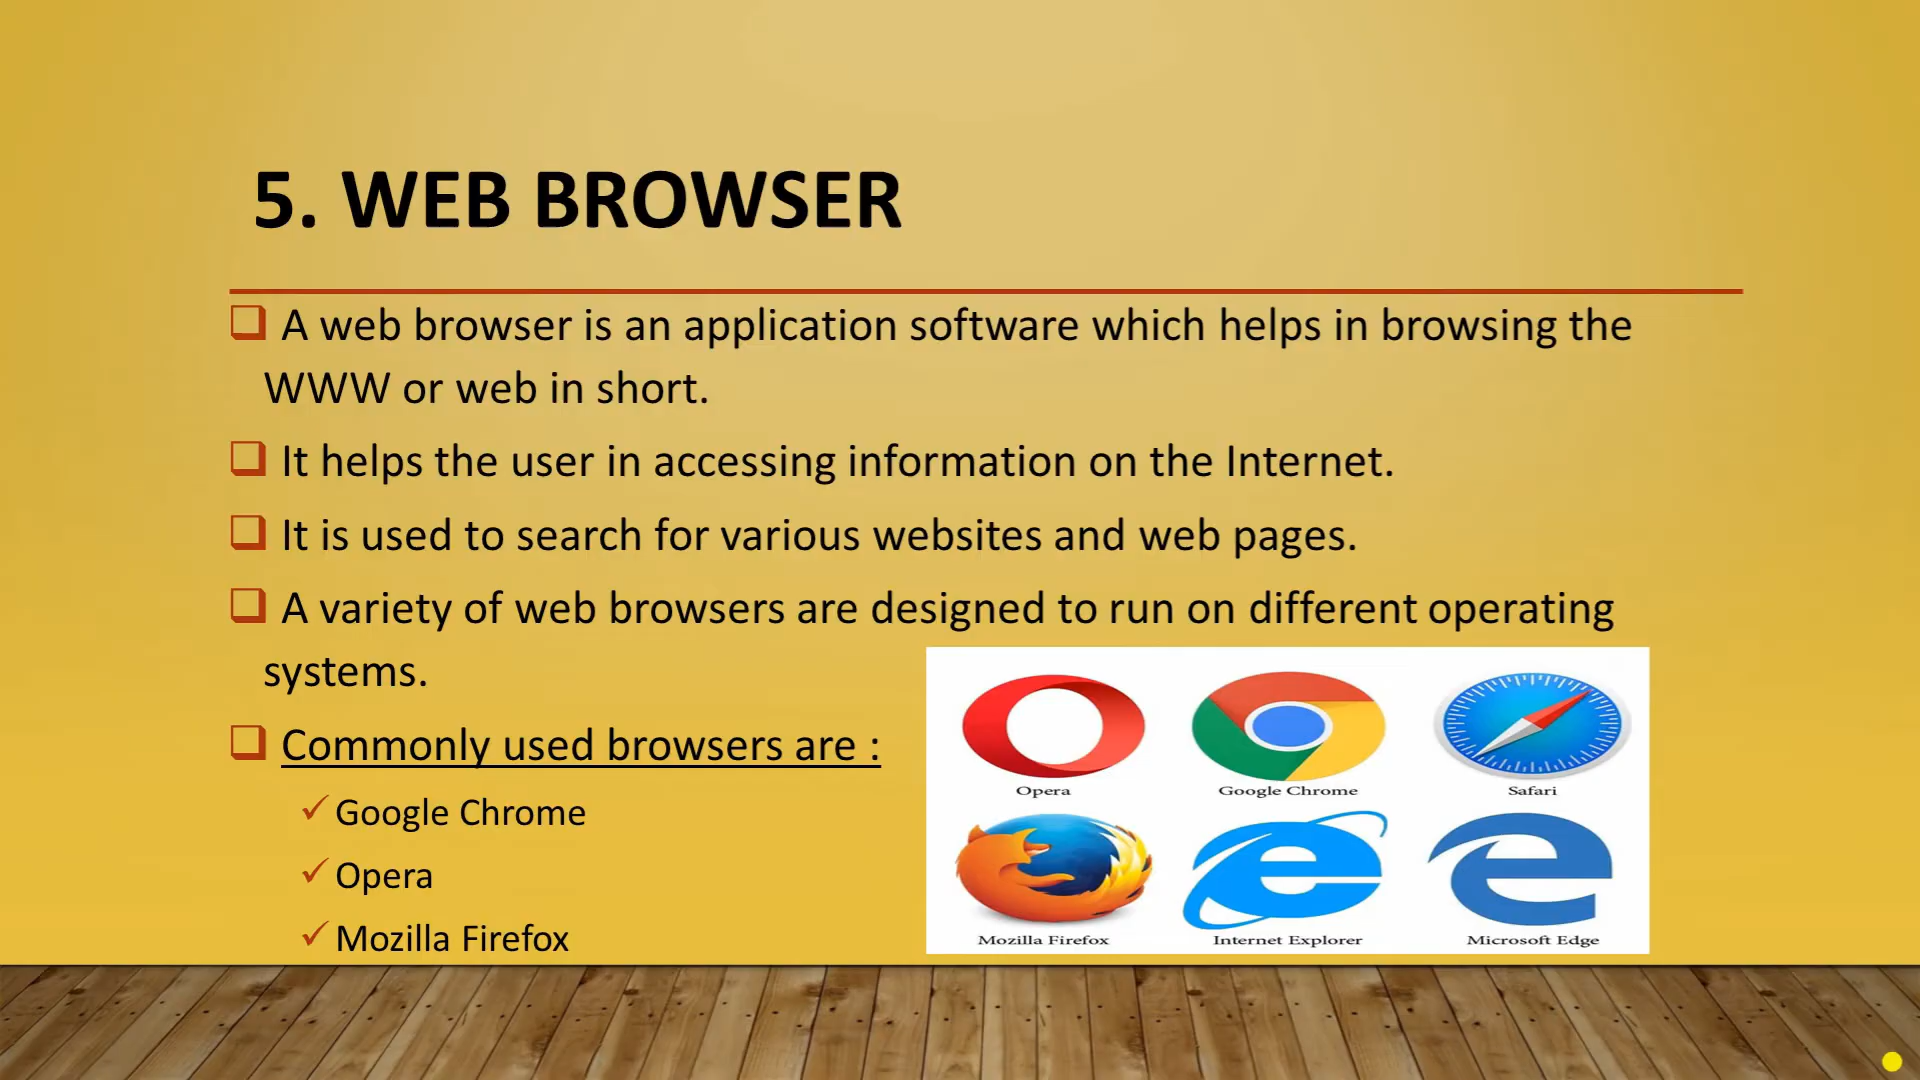 5. WEB BROWSER
A web browser is an application software which helps in browsing the
WWW or web in short.
It helps the user in accessing information on the Internet.
It is used to search for various websites and web pages.
A variety of web browsers are designed to run on different operating
systems.
Commonly used browsers are :
Google Chrome
Opera
Mozilla Firefox
Opera Google Chrome Safari
Mozilla Firefox Internet Explorer Microsoft Edge